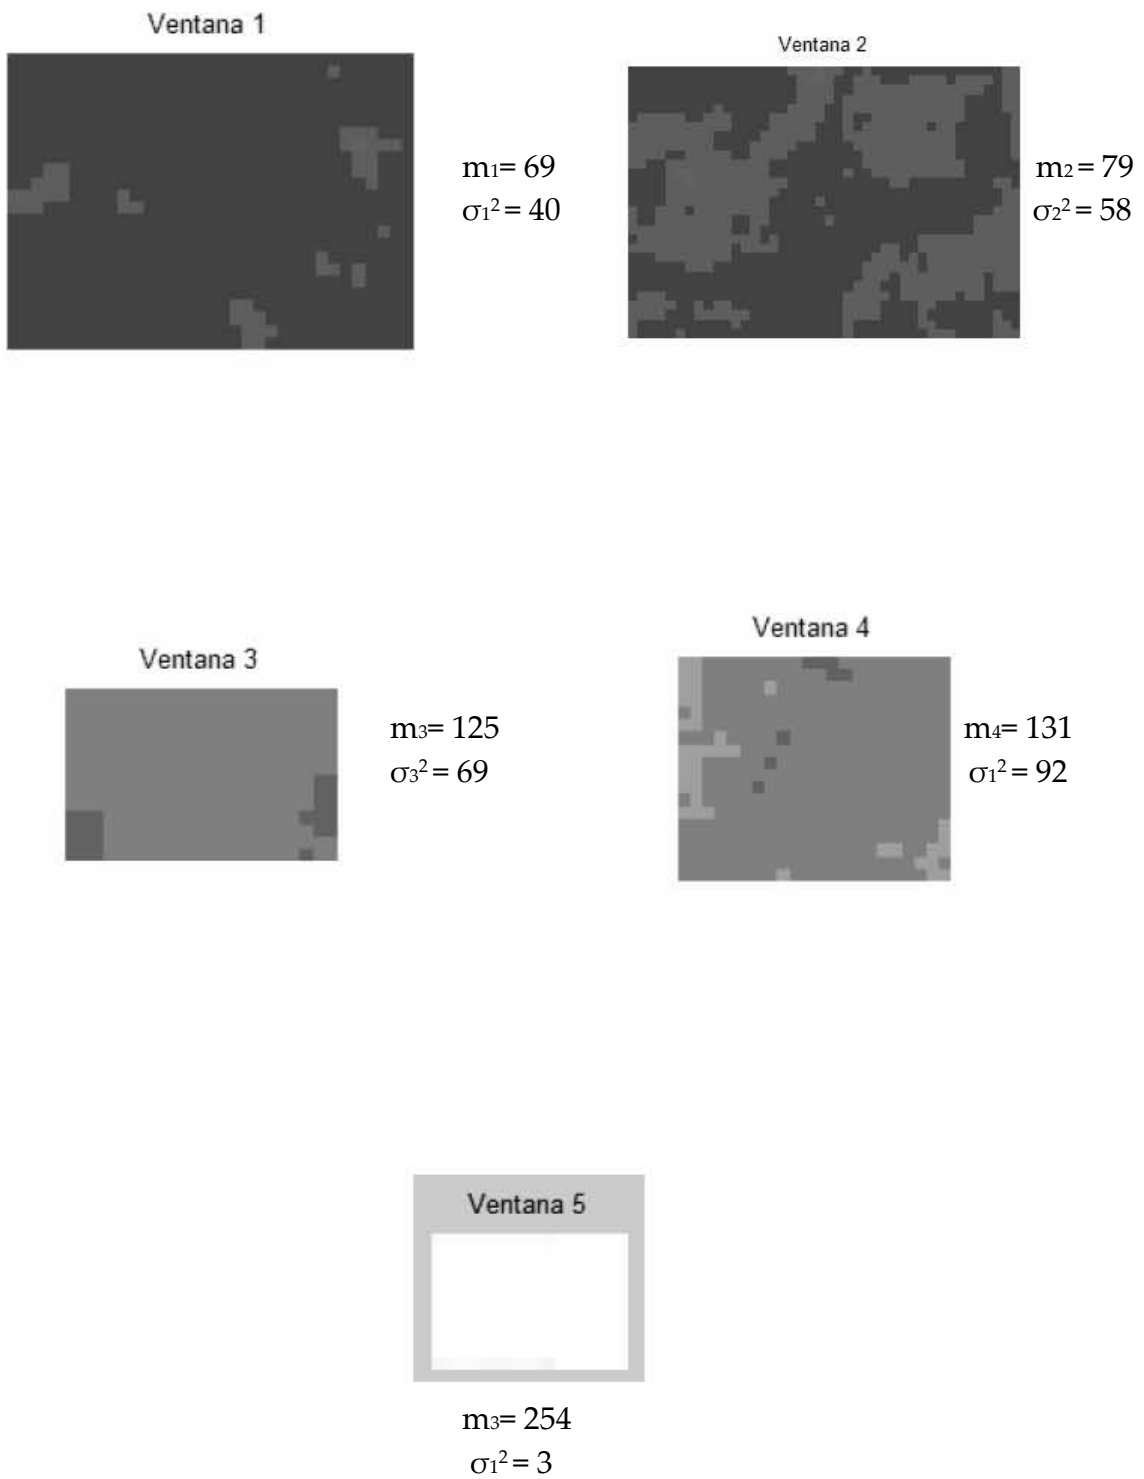 Ventana 1
m₁= 69
σ₁² = 40
Ventana 2
m₂ = 79
σ₂² = 58
Ventana 3
m₃= 125
σ₃² = 69
Ventana 4
m₄= 131
σ₁² = 92
Ventana 5
m₃= 254
σ₁² = 3